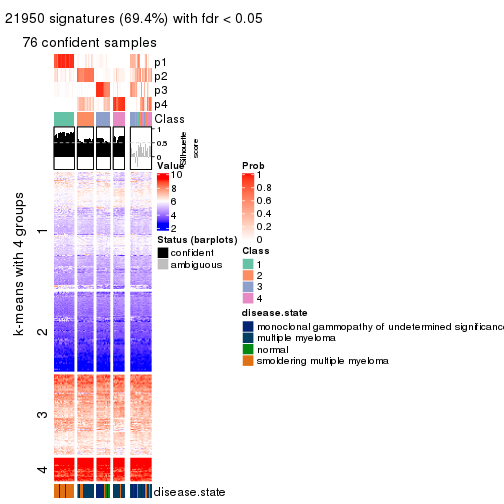 21950 signatures (69.4%) with fdr < 0.05
76 confident samples
p1
p2
p3
p4
Class
1
0.5
0
Silhouette
score
k-means with 4 groups
1
2
3
4
disease.state
Value
10
8
6
4
2
Status (barplots)
confident
ambiguous
Prob
1
0.8
0.6
0.4
0.2
0
Class
1
2
3
4
disease.state
monoclonal gammopathy of undetermined significance
multiple myeloma
normal
smoldering multiple myeloma